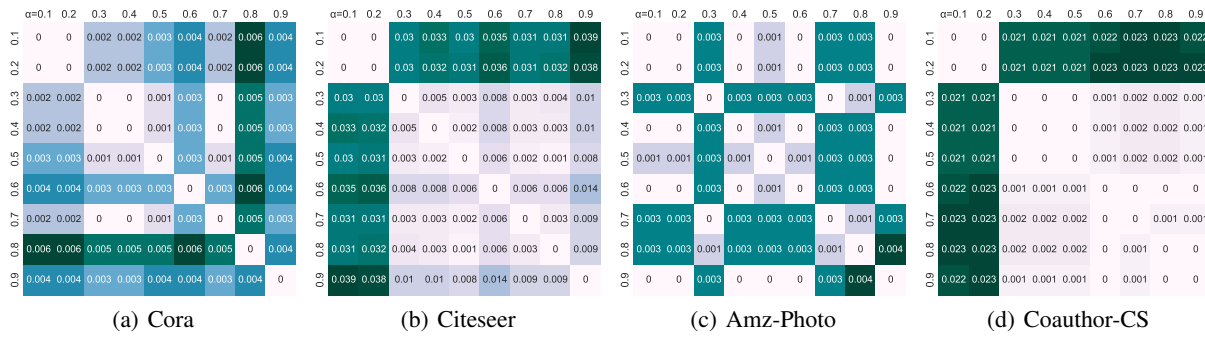 α=0.1 0.2 0.3 0.4 0.5 0.6 0.7 0.8 0.9
0.1 0 0 0.002 0.002 0.003 0.004 0.002 0.006 0.004
0.2 0 0 0.002 0.002 0.003 0.004 0.002 0.006 0.004
0.3 0.002 0.002 0 0 0.001 0.003 0 0.005 0.003
0.4 0.002 0.002 0 0 0.001 0.003 0 0.005 0.003
0.5 0.003 0.003 0.001 0.001 0 0.003 0.001 0.005 0.004
0.6 0.004 0.004 0.003 0.003 0.003 0 0.003 0.006 0.004
0.7 0.002 0.002 0 0 0.001 0.003 0 0.005 0.003
0.8 0.006 0.006 0.005 0.005 0.005 0.006 0.005 0 0.004
0.9 0.004 0.004 0.003 0.003 0.004 0.004 0.003 0.004 0
(a) Cora
α=0.1 0.2 0.3 0.4 0.5 0.6 0.7 0.8 0.9
0.1 0 0 0.03 0.033 0.03 0.035 0.031 0.031 0.039
0.2 0 0 0.03 0.032 0.031 0.036 0.031 0.032 0.038
0.3 0.03 0.03 0 0.005 0.003 0.008 0.003 0.004 0.01
0.4 0.033 0.032 0.005 0 0.002 0.008 0.003 0.003 0.01
0.5 0.03 0.031 0.003 0.002 0 0.006 0.002 0.001 0.008
0.6 0.035 0.036 0.008 0.008 0.006 0 0.006 0.006 0.014
0.7 0.031 0.031 0.003 0.003 0.002 0.006 0 0.003 0.009
0.8 0.031 0.032 0.004 0.003 0.001 0.006 0.003 0 0.009
0.9 0.039 0.038 0.01 0.01 0.008 0.014 0.009 0.009 0
(b) Citeseer
α=0.1 0.2 0.3 0.4 0.5 0.6 0.7 0.8 0.9
0.1 0 0 0.003 0 0.001 0 0.003 0.003 0
0.2 0 0 0.003 0 0.001 0 0.003 0.003 0
0.3 0.003 0.003 0 0.003 0.003 0.003 0 0.001 0.003
0.4 0 0 0.003 0 0.001 0 0.003 0.003 0
0.5 0.001 0.001 0.003 0.001 0 0.001 0.003 0.003 0
0.6 0 0 0.003 0 0.001 0 0.003 0.003 0
0.7 0.003 0.003 0 0.003 0.003 0.003 0 0.001 0.003
0.8 0.003 0.003 0.001 0.003 0.003 0.003 0.001 0 0.004
0.9 0 0 0.003 0 0 0 0.003 0.004 0
(c) Amz-Photo
α=0.1 0.2 0.3 0.4 0.5 0.6 0.7 0.8 0.9
0.1 0 0 0.021 0.021 0.021 0.022 0.023 0.023 0.022
0.2 0 0 0.021 0.021 0.021 0.023 0.023 0.023 0.023
0.3 0.021 0.021 0 0 0 0.001 0.002 0.002 0.001
0.4 0.021 0.021 0 0 0 0.001 0.002 0.002 0.001
0.5 0.021 0.021 0 0 0 0.001 0.002 0.002 0.001
0.6 0.022 0.023 0.001 0.001 0.001 0 0 0 0
0.7 0.023 0.023 0.002 0.002 0.002 0 0 0.001 0.001
0.8 0.023 0.023 0.002 0.002 0.002 0 0.001 0 0
0.9 0.022 0.023 0.001 0.001 0.001 0 0.001 0 0
(d) Coauthor-CS